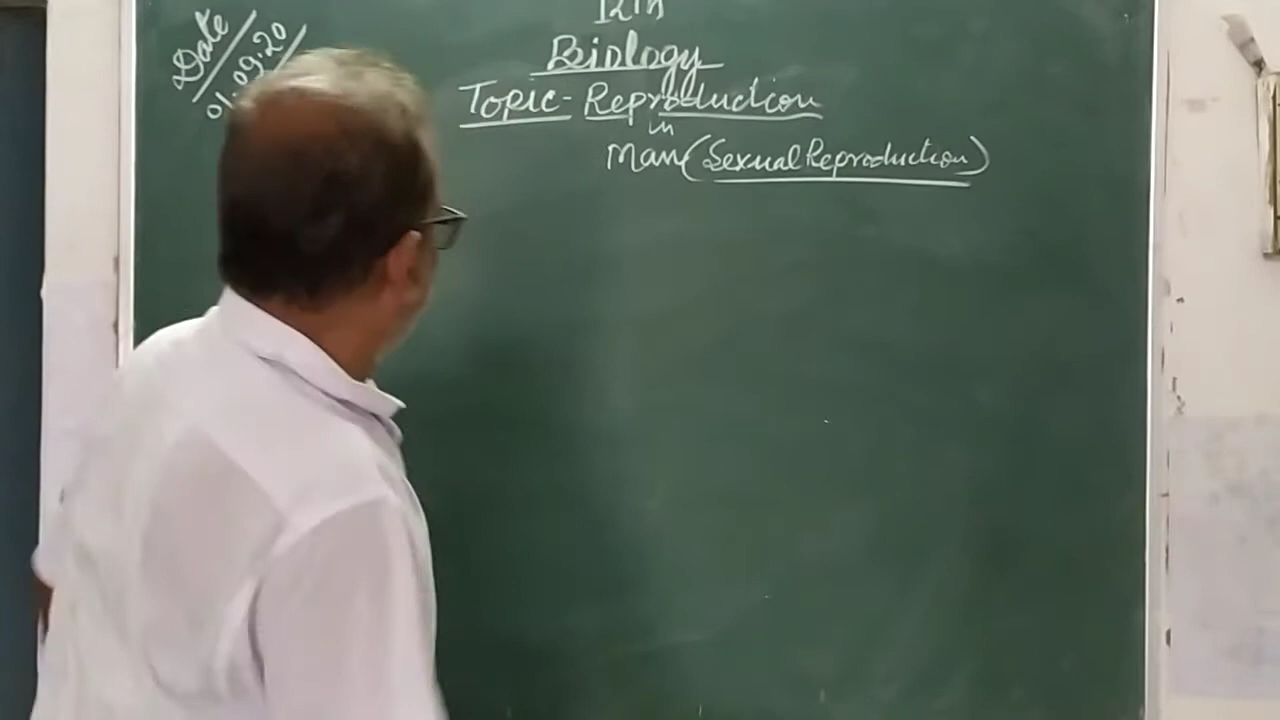 Date
01.09.20
12th
Biology
Topic- Reproduction
in
Man (Sexual Reproduction)